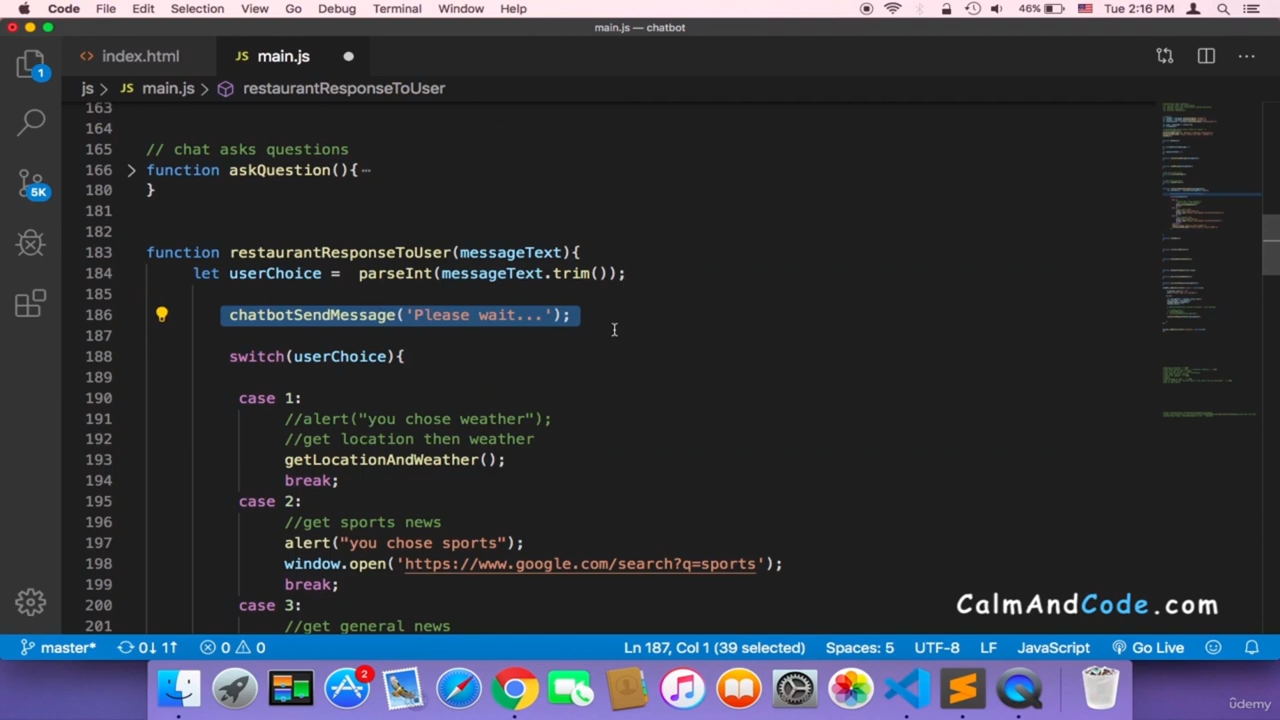 Code File Edit Selection View Go Debug Terminal Window Help 46% Tue 2:16 PM
main.js — chatbot
<> index.html JS main.js
js > JS main.js > restaurantResponseToUser
1
5K
163
164
165 // chat asks questions
166 function askQuestion(){⋯
180 }
181
182
183 function restaurantResponseToUser(messageText){
184 let userChoice = parseInt(messageText.trim());
185
186 chatbotSendMessage('Please wait...');
187
188 switch(userChoice){
189
190 case 1:
191 //alert("you chose weather");
192 //get location then weather
193 getLocationAndWeather();
194 break;
195 case 2:
196 //get sports news
197 alert("you chose sports");
198 window.open('https://www.google.com/search?q=sports');
199 break;
200 case 3:
201 //get general news
CalmAndCode.com
master* 0↓ 1↑ 0 0 Ln 187, Col 1 (39 selected) Spaces: 5 UTF-8 LF JavaScript Go Live
2
ûdemy